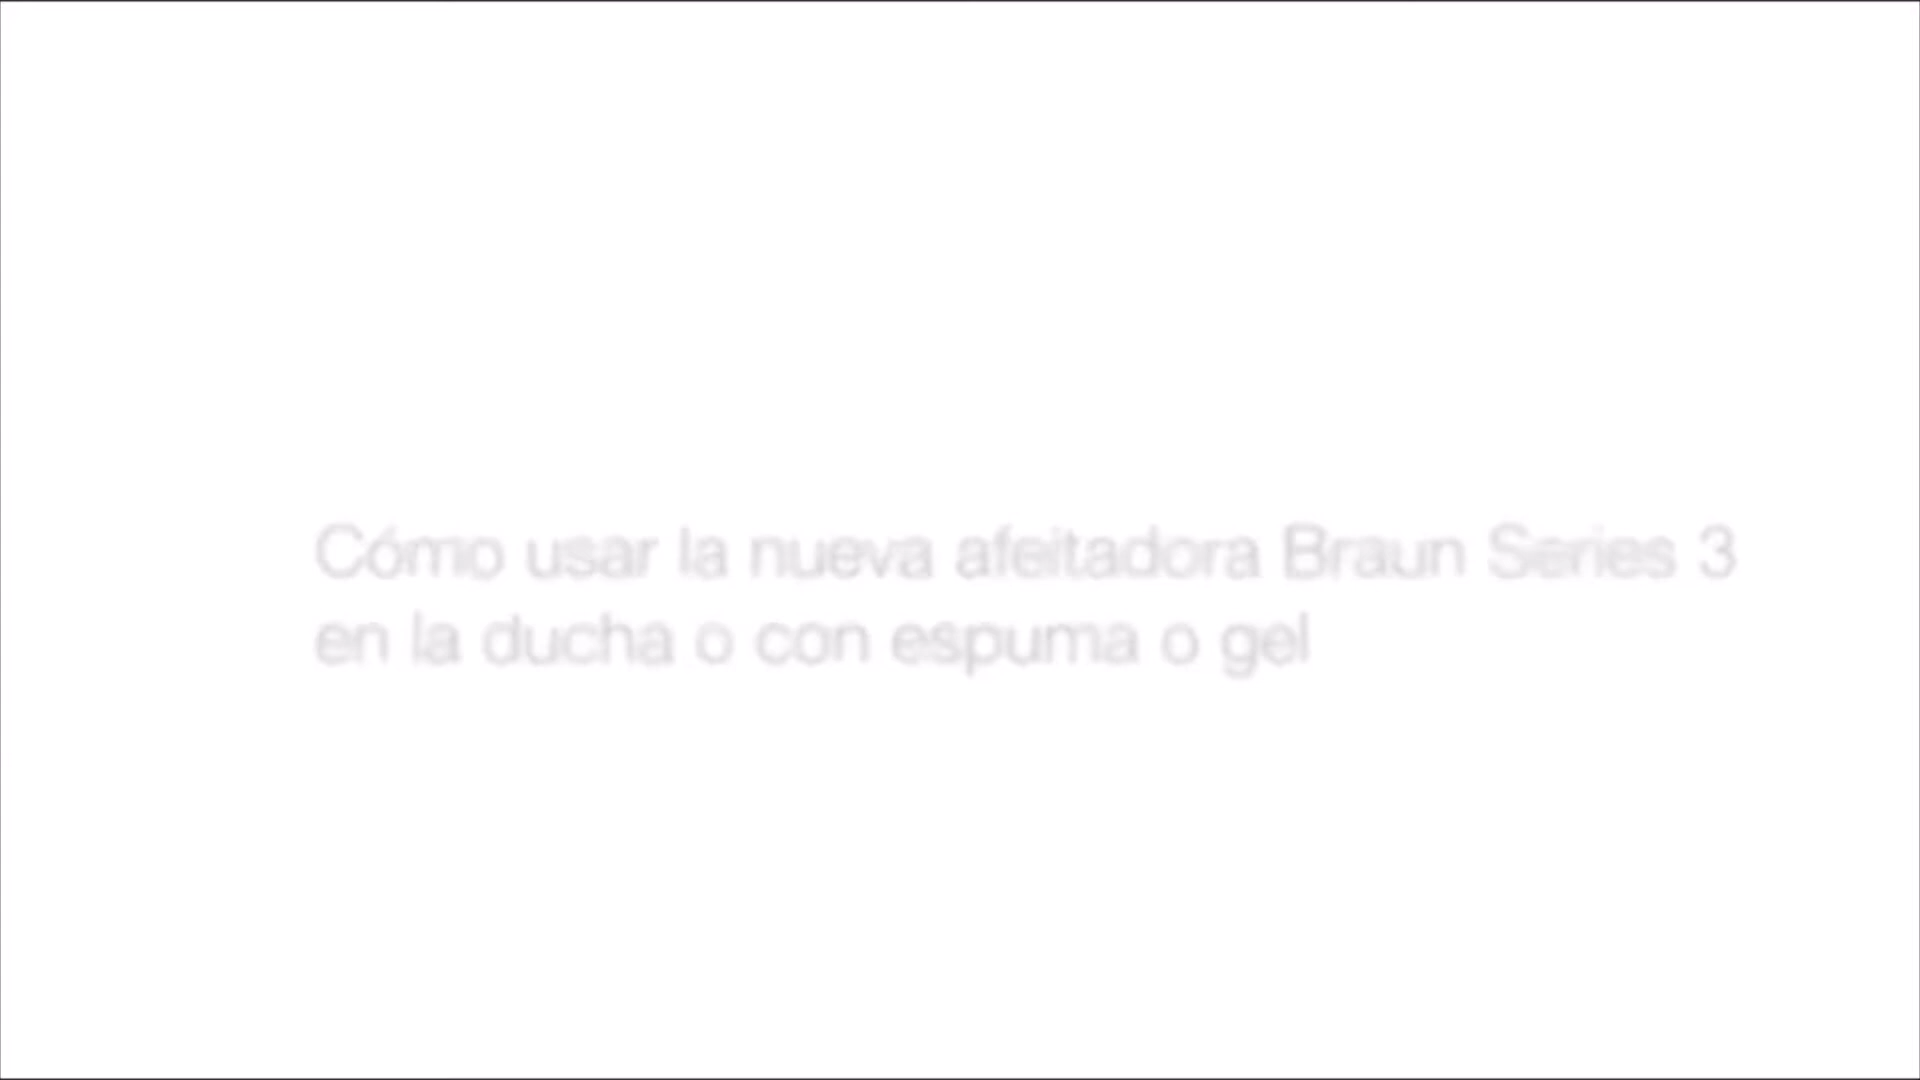 Cómo usar la nueva afeitadora Braun Series 3
en la ducha o con espuma o gel